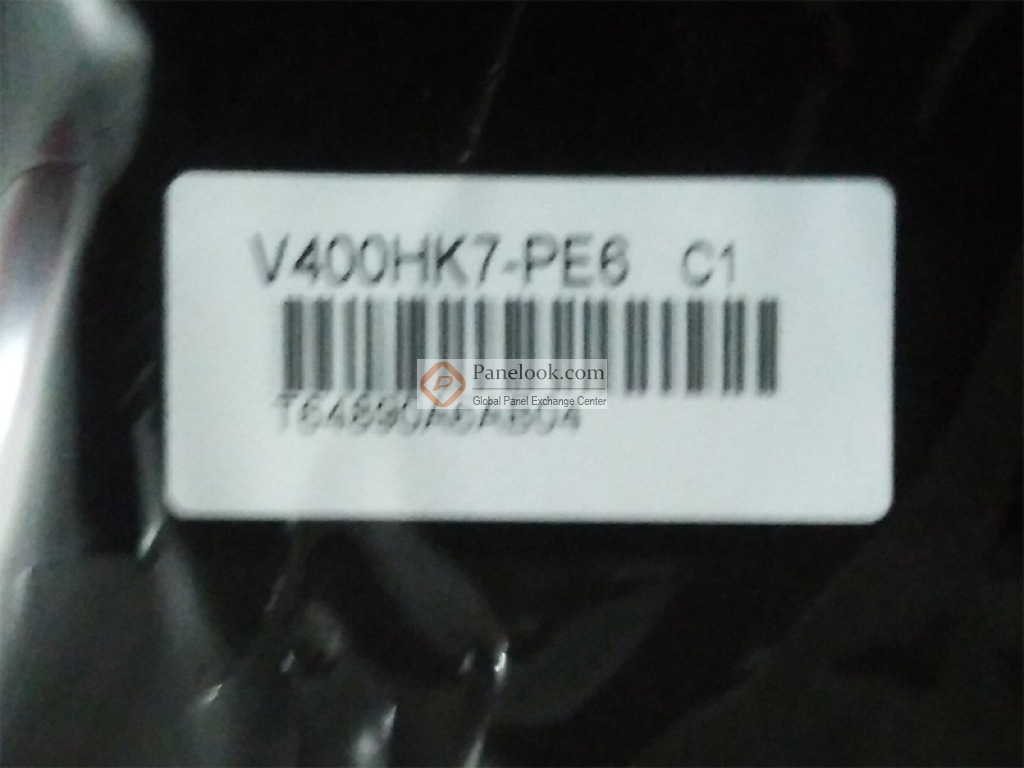 V400HK7-PE6 C1
Panelook.com
Global Panel Exchange Center